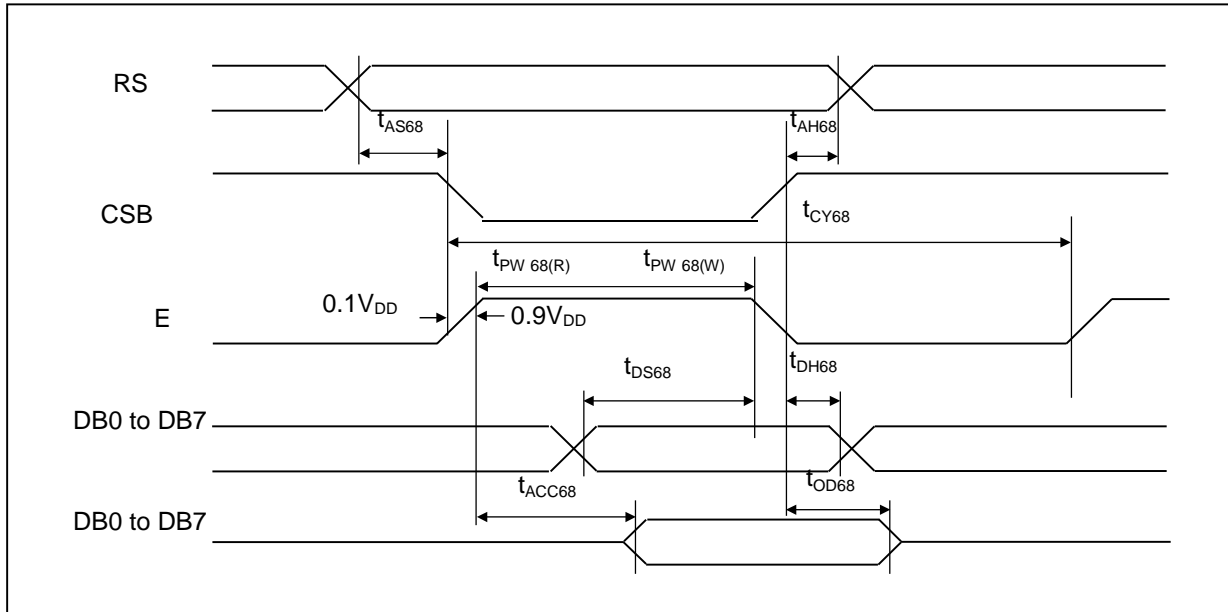 RS
tAS68
tAH68
CSB
tCY68
tPW 68(R)
tPW 68(W)
0.1VDD
0.9VDD
E
tDS68
tDH68
DB0 to DB7
tACC68
tOD68
DB0 to DB7